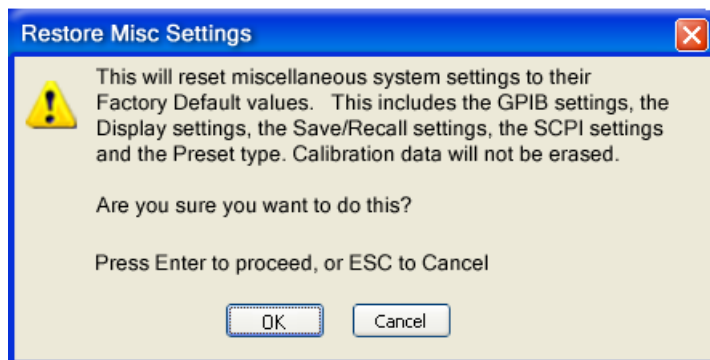 Restore Misc Settings
This will reset miscellaneous system settings to their
Factory Default values.   This includes the GPIB settings, the
Display settings, the Save/Recall settings, the SCPI settings
and the Preset type. Calibration data will not be erased.
Are you sure you want to do this?
Press Enter to proceed, or ESC to Cancel
OK
Cancel